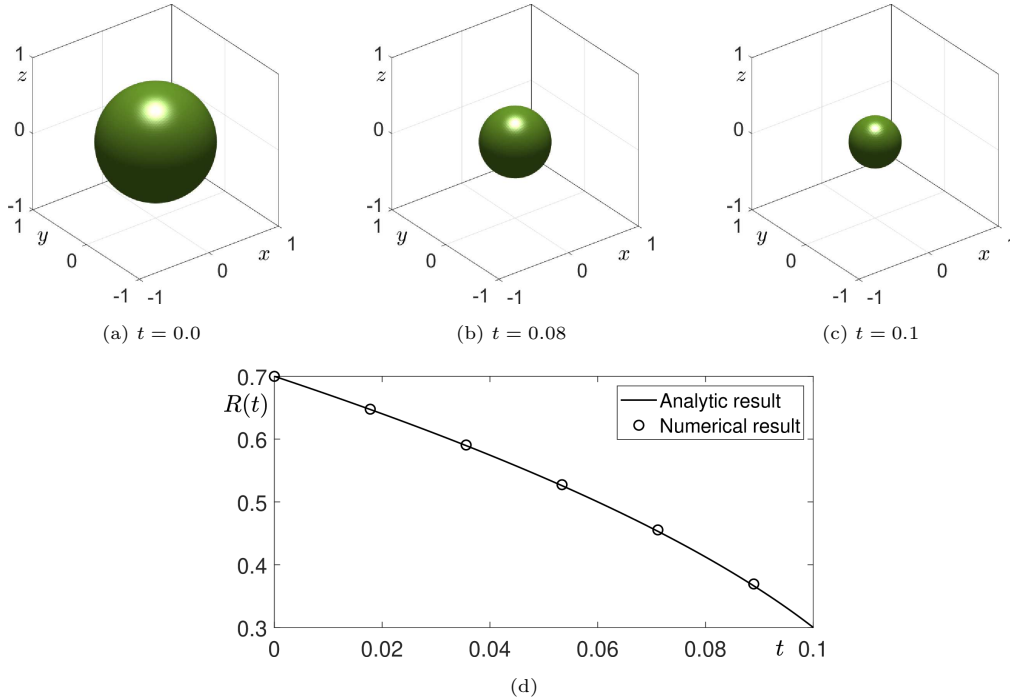 1 z 0 -1 1 y 0 -1 -1 0 x 1
1 z 0 -1 1 y 0 -1 -1 0 x 1
1 z 0 -1 1 y 0 -1 -1 0 x 1
(a) t = 0.0
(b) t = 0.08
(c) t = 0.1
0.7
R(t)
0.6
0.5
0.4
0.3
Analytic result
Numerical result
0 0.02 0.04 0.06 0.08 t 0.1
(d)